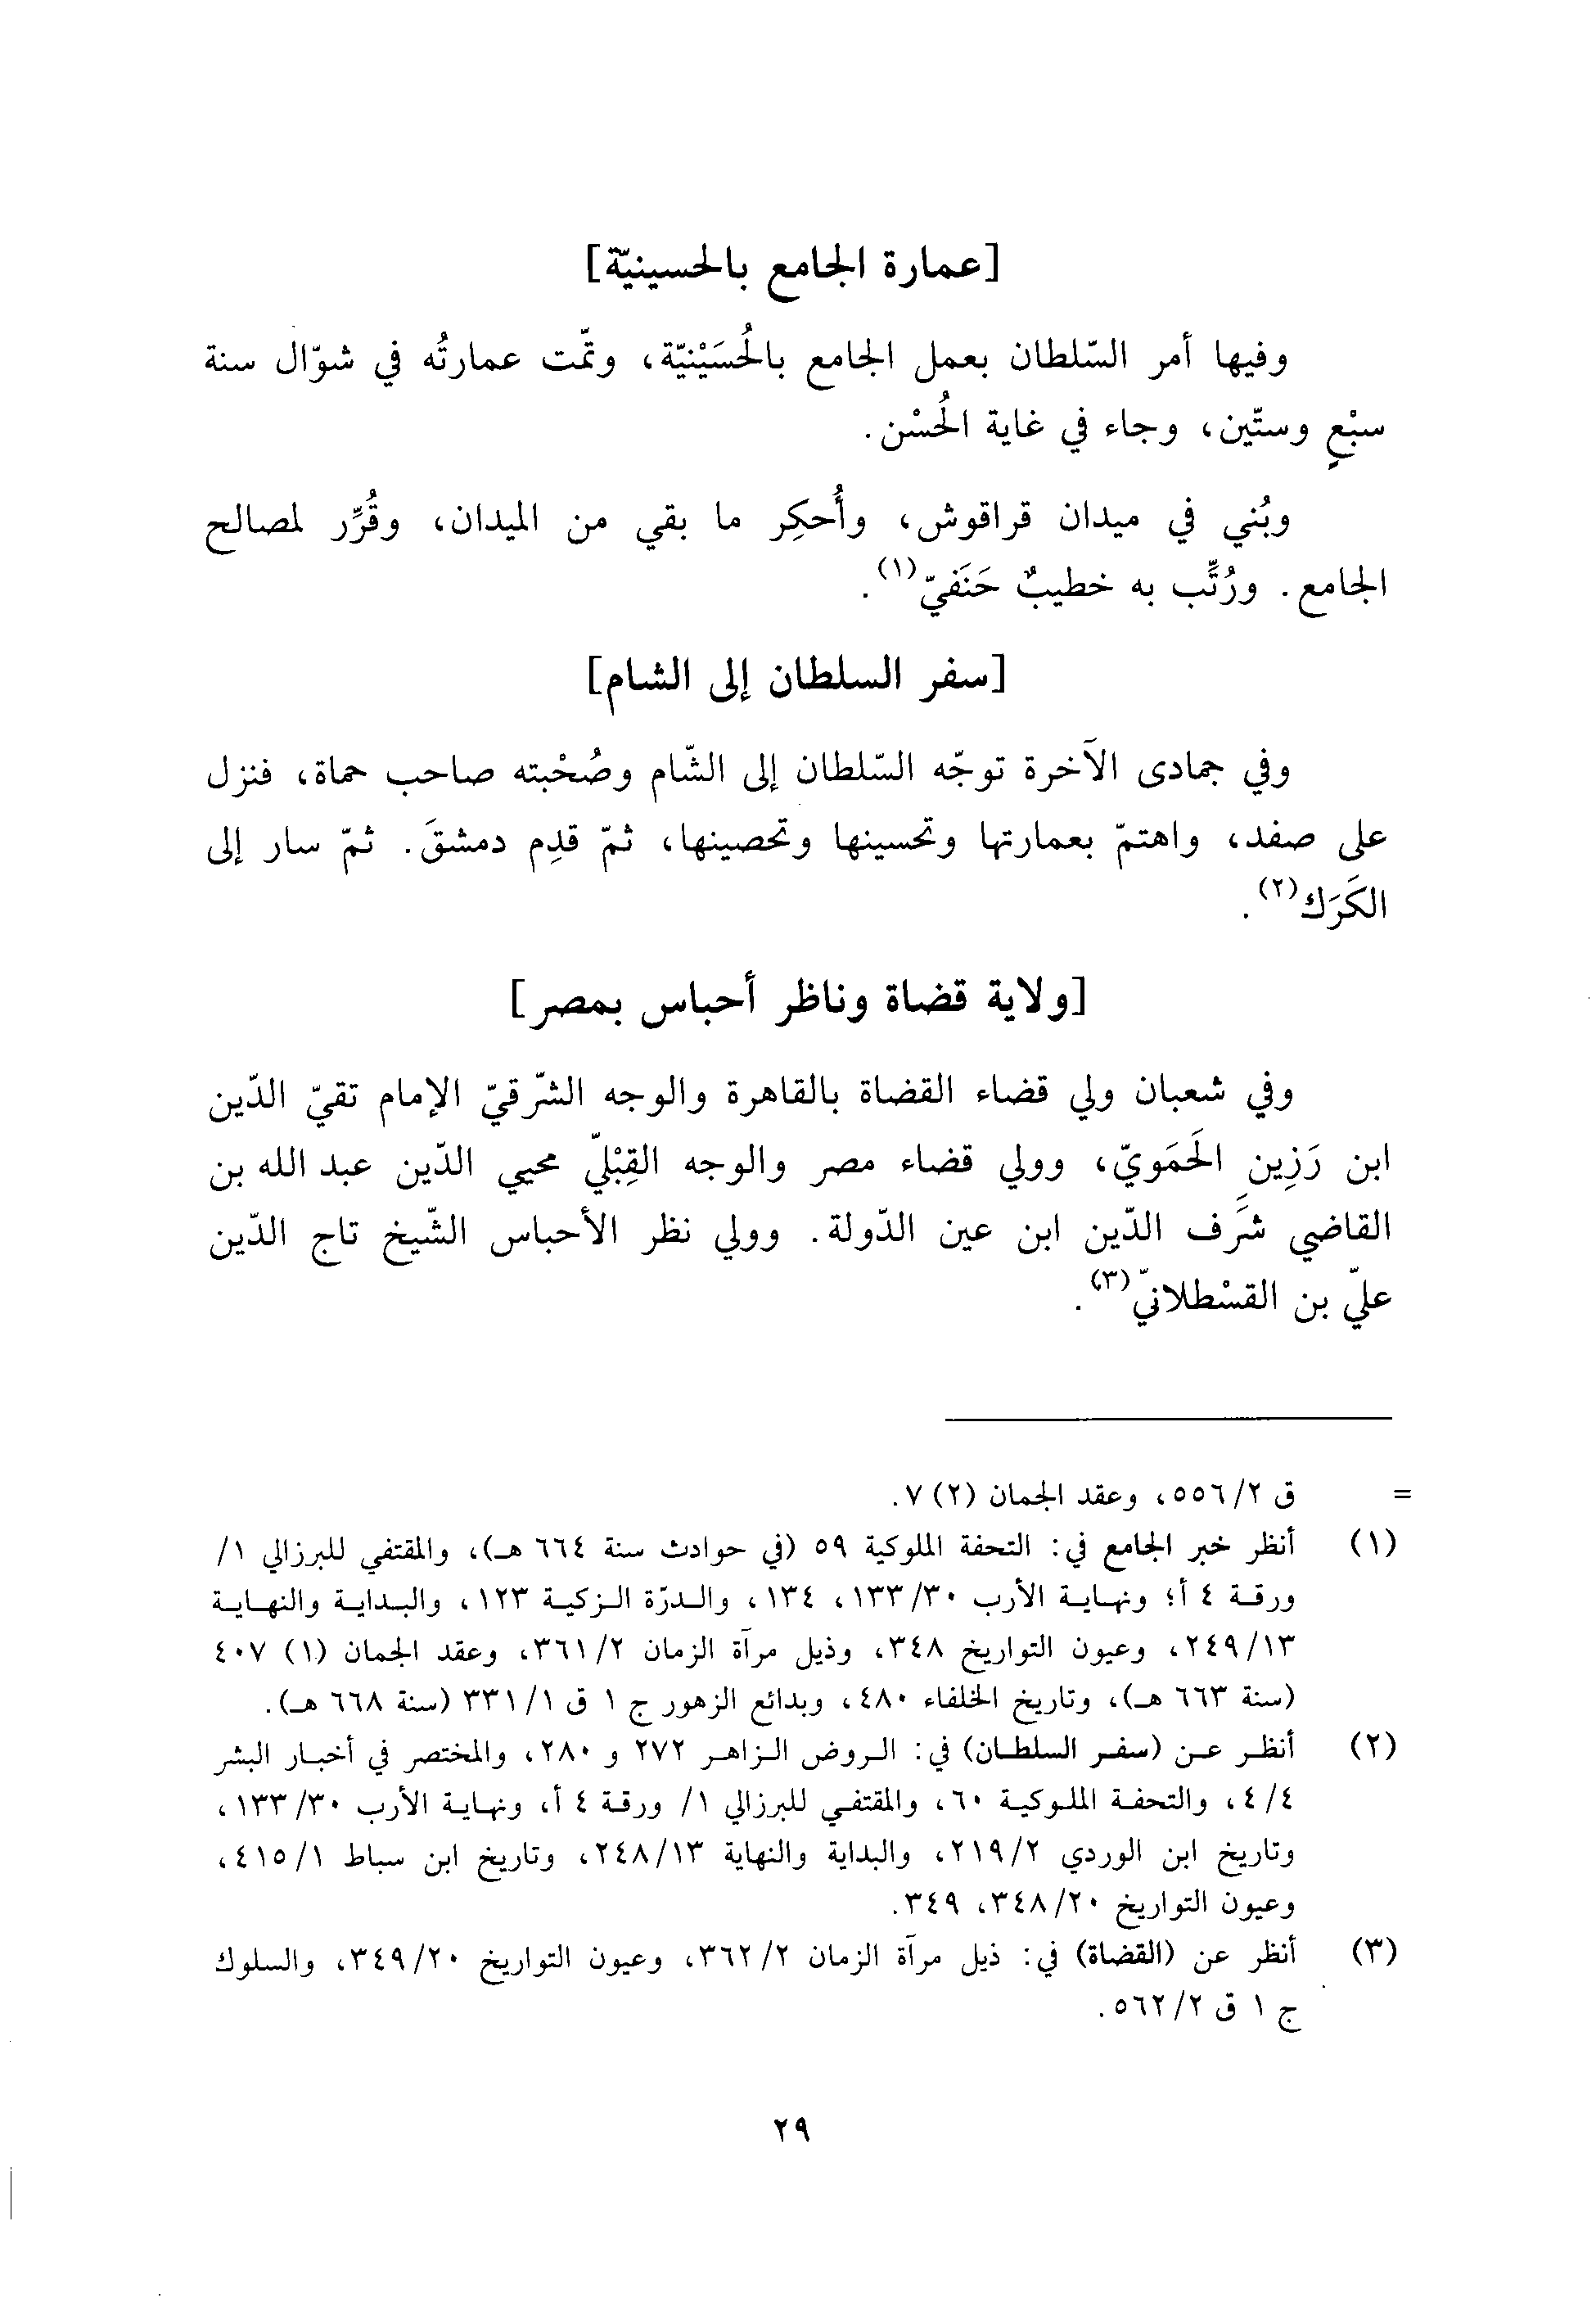 [عمارة الجامع بالحسينيّة]
وفيها أمر السّلطان بعمل الجامع بالحُسَيْنيّة، وتمّت عمارتُه في شوّال سنة
سبْعٍ وستّين، وجاء في غاية الحُسْن.
وبُني في ميدان قراقوش، وأُحكِر ما بقي من الميدان، وقُرِّر لمصالح
الجامع. ورُتِّب به خطيبٌ حَنَفيّ(١).
[سفر السلطان إلى الشام]
وفي جمادى الآخرة توجّه السّلطان إلى الشّام وصُحْبته صاحب حماة، فنزل
على صفد، واهتمّ بعمارتها وتحسينها وتحصينها، ثمّ قدِم دمشقَ. ثمّ سار إلى
الكَرَك(٢).
[ولاية قضاة وناظر أحباس بمصر]
وفي شعبان ولي قضاء القضاة بالقاهرة والوجه الشّرقيّ الإمام تقيّ الدّين
ابن رَزِين الحَمَويّ، وولي قضاء مصر والوجه القِبْليّ محيي الدّين عبد الله بن
القاضي شَرَف الدّين ابن عين الدّولة. وولي نظر الأحباس الشّيخ تاج الدّين
عليّ بن القسْطلانيّ(٣).
= ق ٥٥٦/٢، وعقد الجمان (٢) ٧.
(١) أنظر خبر الجامع في: التحفة الملوكية ٥٩ (في حوادث سنة ٦٦٤ هـ)، والمقتفي للبرزالي ١/
ورقة ٤ أ؛ ونهاية الأرب ١٣٣/٣٠، ١٣٤، والدرّة الزكية ١٢٣، والبداية والنهاية
٢٤٩/١٣، وعيون التواريخ ٣٤٨، وذيل مرآة الزمان ٣٦١/٢، وعقد الجمان (١) ٤٠٧
(سنة ٦٦٣ هـ)، وتاريخ الخلفاء ٤٨٠، وبدائع الزهور ج ١ ق ٣٣١/١ (سنة ٦٦٨ هـ).
(٢) أنظر عن (سفر السلطان) في: الروض الزاهر ٢٧٢ و ٢٨٠، والمختصر في أخبار البشر
٤/٤، والتحفة الملوكية ٦٠، والمقتفي للبرزالي ١/ ورقة ٤ أ، ونهاية الأرب ١٣٣/٣٠،
وتاريخ ابن الوردي ٢١٩/٢، والبداية والنهاية ٢٤٨/١٣، وتاريخ ابن سباط ٤١٥/١،
وعيون التواريخ ٣٤٨/٢٠، ٣٤٩.
(٣) أنظر عن (القضاة) في: ذيل مرآة الزمان ٣٦٢/٢، وعيون التواريخ ٣٤٩/٢٠، والسلوك
ج ١ ق ٥٦٢/٢.
٢٩